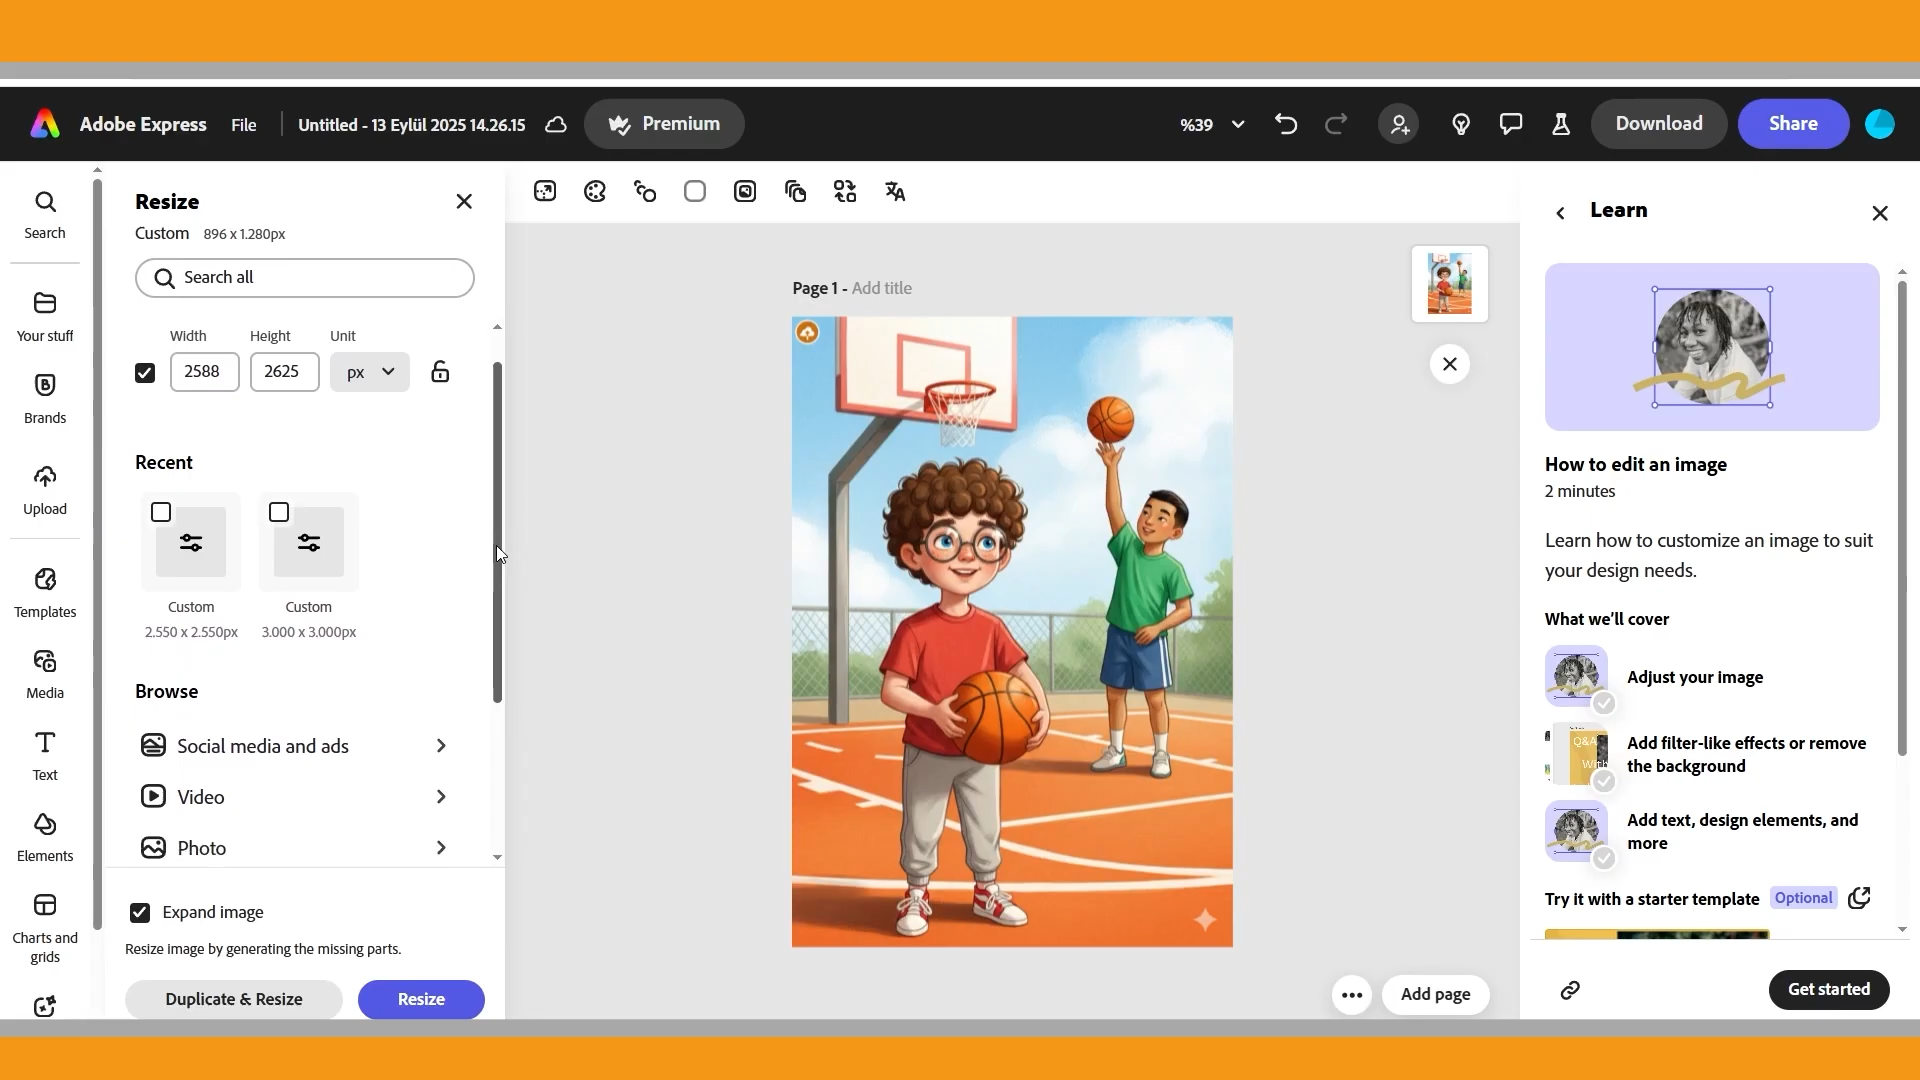 Adobe Express
File
Untitled - 13 Eylül 2025 14.26.15
Premium
%39
Download
Share
Search
Your stuff
Brands
Upload
Templates
Media
Text
Elements
Charts and
grids
Resize
Custom 896 x 1.280px
Search all
Width Height Unit
2588 2625 px
Recent
Custom
2.550 x 2.550px
Custom
3.000 x 3.000px
Browse
Social media and ads
Video
Photo
Expand image
Resize image by generating the missing parts.
Duplicate & Resize
Resize
Page 1 - Add title
Add page
Learn
How to edit an image
2 minutes
Learn how to customize an image to suit
your design needs.
What we'll cover
Adjust your image
Q&A
With
Add filter-like effects or remove
the background
Add text, design elements, and
more
Try it with a starter template Optional
Get started